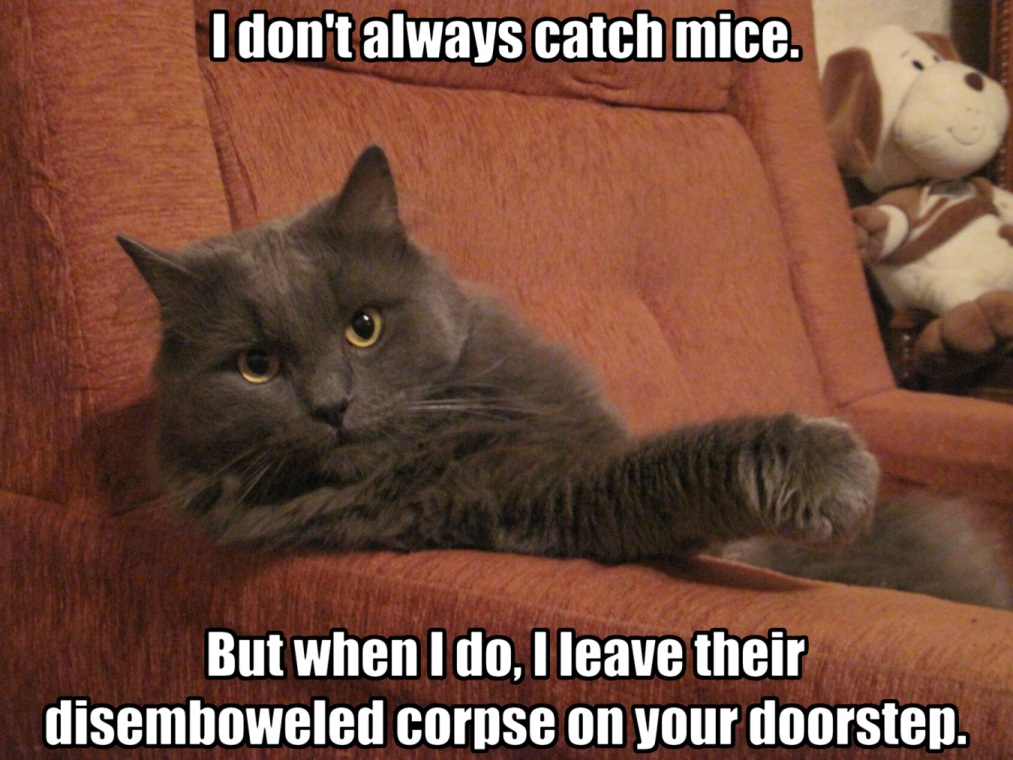 I don't always catch mice.
But when I do, I leave their
disemboweled corpse on your doorstep.